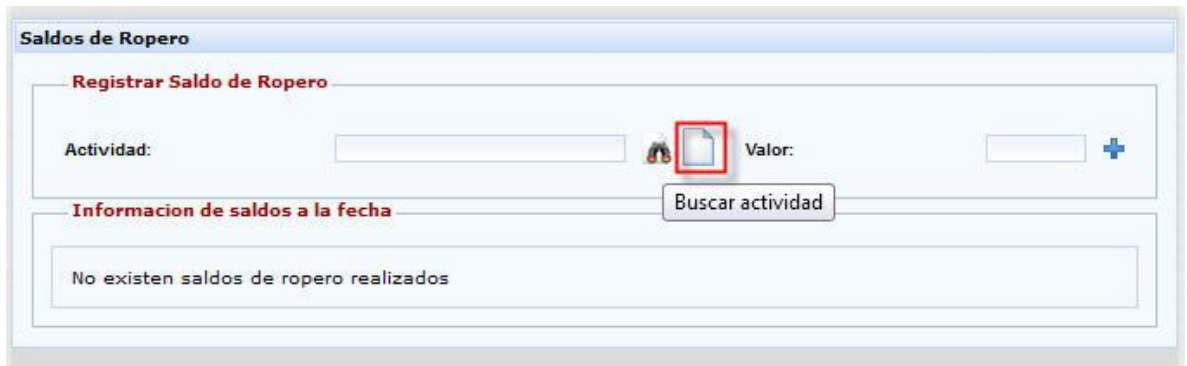 Saldos de Ropero
Registrar Saldo de Ropero
Actividad: Valor:
Buscar actividad
Informacion de saldos a la fecha
No existen saldos de ropero realizados